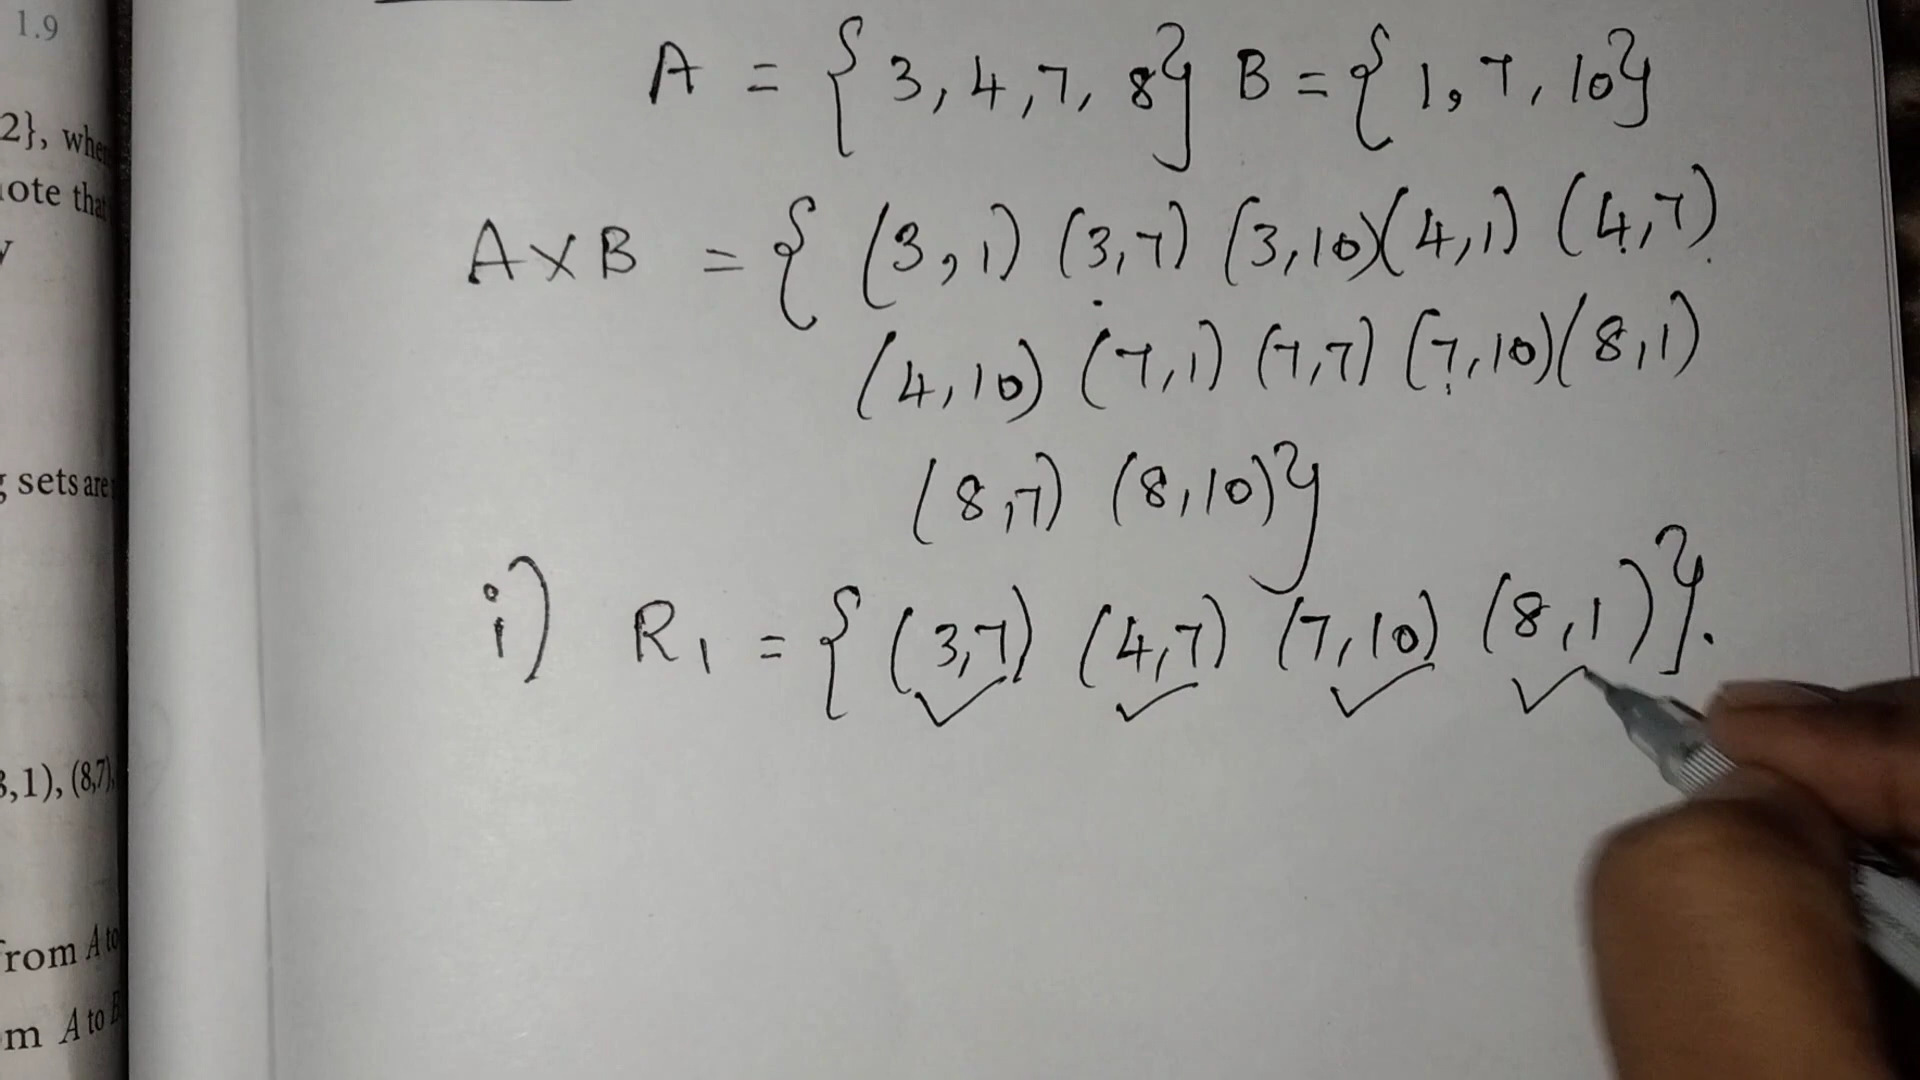 1.9
2}, whe
ote tha
g sets are
3,1), (8,7),
from A to
m A to B
A = { 3, 4, 7, 8} B = { 1, 7, 10}
A X B = { (3, 1) (3, 7) (3, 10) (4, 1) (4, 7)
(4, 10) (7, 1) (7, 7) (7, 10) (8, 1)
(8, 7) (8, 10)}
i) R1 = { (3,7) (4,7) (7,10) (8,1)}.